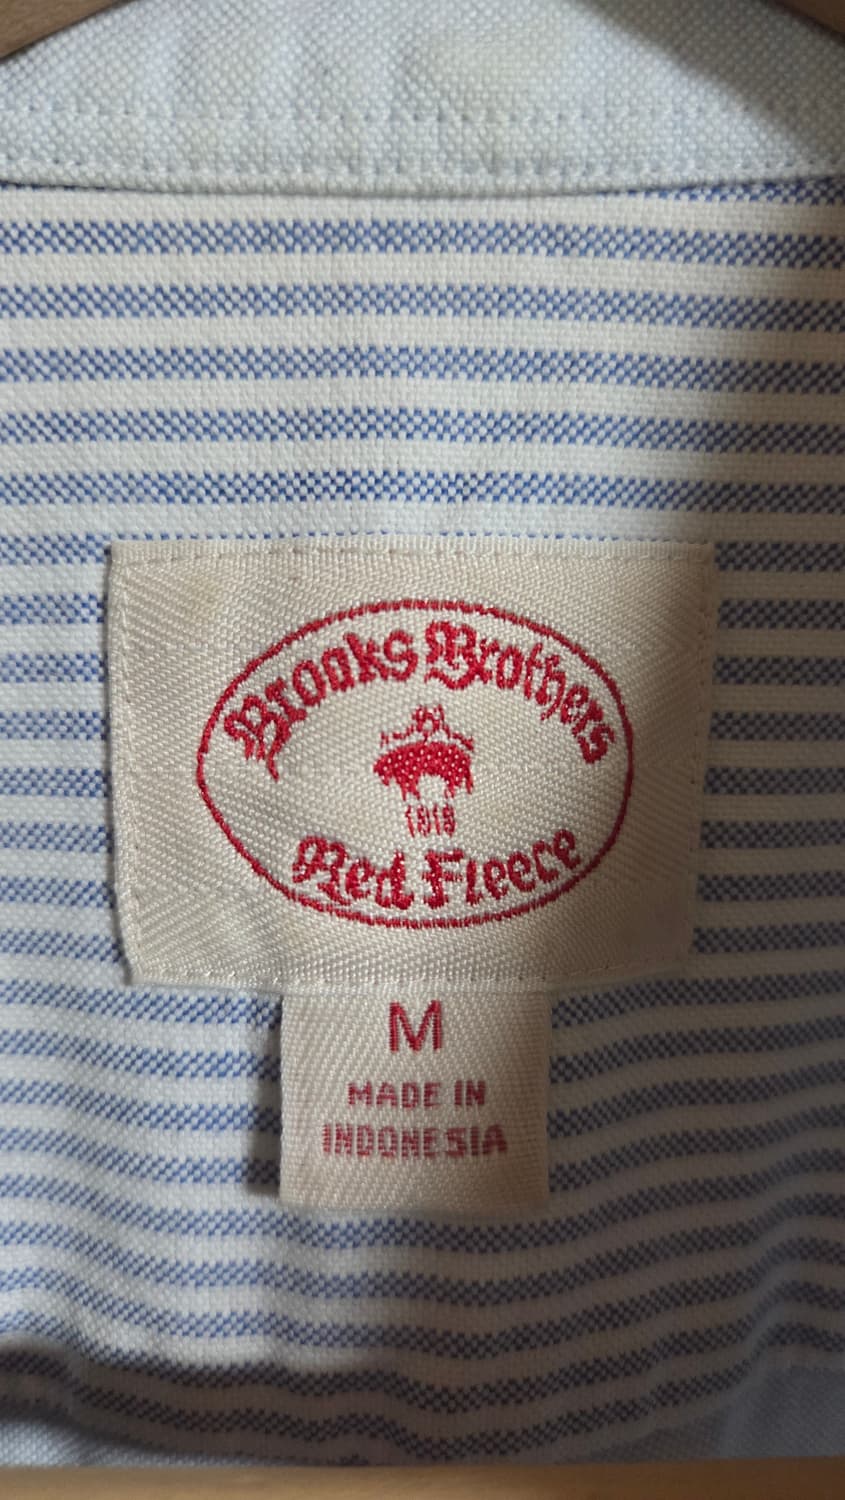 Brooks Brothers
1818
Red Fleece
M
MADE IN
INDONESIA